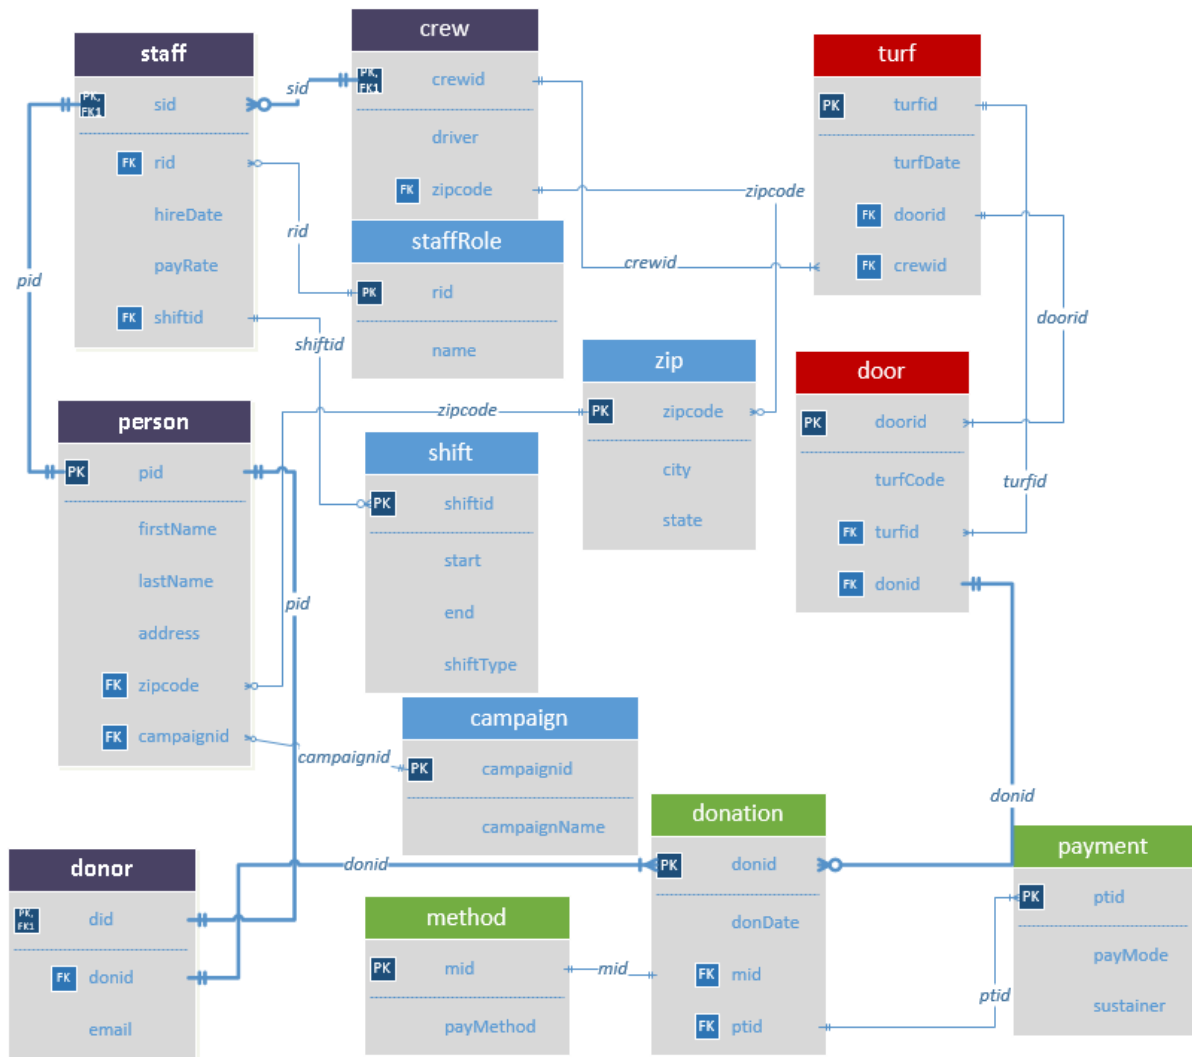 staff
PK, FK1 sid
FK rid
hireDate
payRate
FK shiftid
crew
PK, FK1 crewid
driver
FK zipcode
staffRole
PK rid
name
turf
PK turfid
turfDate
FK doorid
FK crewid
sid
rid
pid
shiftid
zipcode
crewid
zipcode
doorid
turfid
zip
PK zipcode
city
state
door
PK doorid
turfCode
FK turfid
FK donid
person
PK pid
firstName
lastName
address
FK zipcode
FK campaignid
shift
PK shiftid
start
end
shiftType
pid
campaignid
campaign
PK campaignid
campaignName
donid
donid
donor
PK, FK1 did
FK donid
email
method
PK mid
payMethod
mid
donation
PK donid
donDate
FK mid
FK ptid
ptid
payment
PK ptid
payMode
sustainer